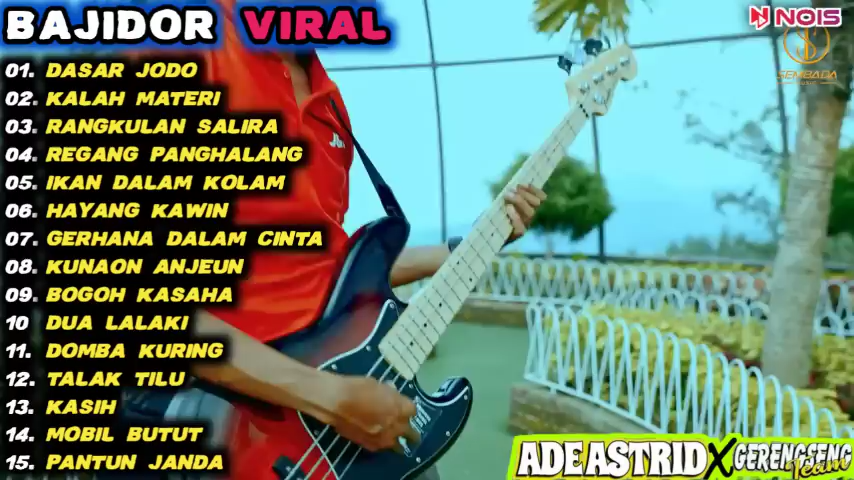 BAJIDOR VIRAL
NOIS
SEMBADA
01. DASAR JODO
02. KALAH MATERI
03. RANGKULAN SALIRA
04. REGANG PANGHALANG
05. IKAN DALAM KOLAM
06. HAYANG KAWIN
07. GERHANA DALAM CINTA
08. KUNAON ANJEUN
09. BOGOH KASAHA
10 DUA LALAKI
11. DOMBA KURING
12. TALAK TILU
13. KASIH
14. MOBIL BUTUT
15. PANTUN JANDA
ADEASTRID X GERENGSENG
Team